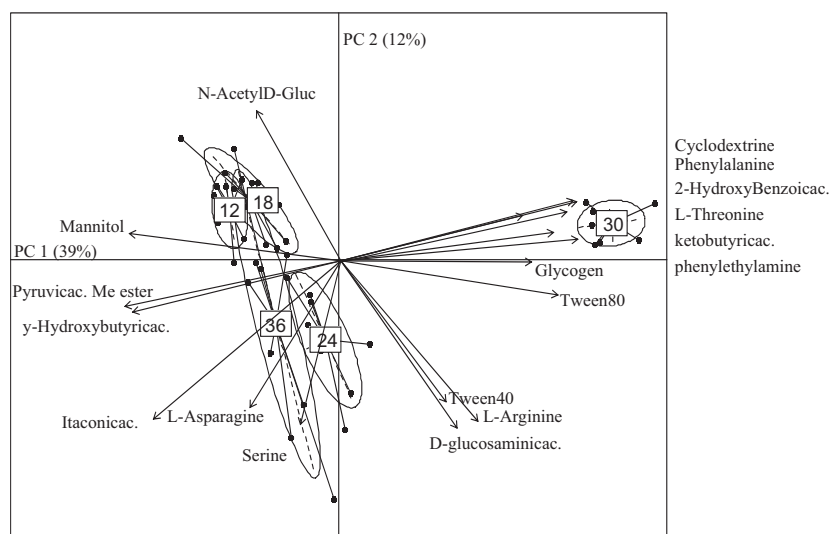 PC 2 (12%)
N-AcetylD-Gluc
Cyclodextrine
Phenylalanine
2-HydroxyBenzoicac.
18
12
30
L-Threonine
Mannitol
ketobutyricac.
PC 1 (39%)
Glycogen
phenylethylamine
Pyruvicac. Me ester
Tween80
y-Hydroxybutyricac.
36
24
Tween40
Itaconicac.
L-Asparagine
L-Arginine
D-glucosaminicac.
Serine